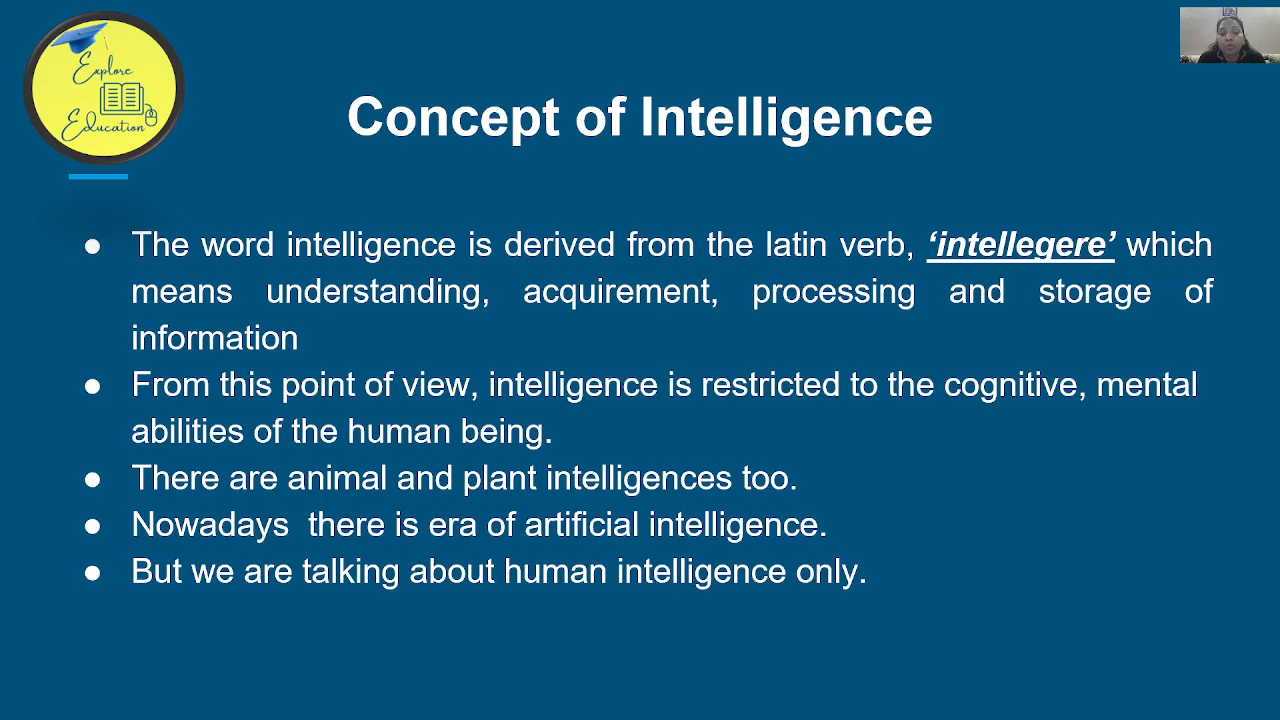 Explore
Education
Concept of Intelligence
● The word intelligence is derived from the latin verb, ‘intellegere’ which
means understanding, acquirement, processing and storage of
information
● From this point of view, intelligence is restricted to the cognitive, mental
abilities of the human being.
● There are animal and plant intelligences too.
● Nowadays  there is era of artificial intelligence.
● But we are talking about human intelligence only.